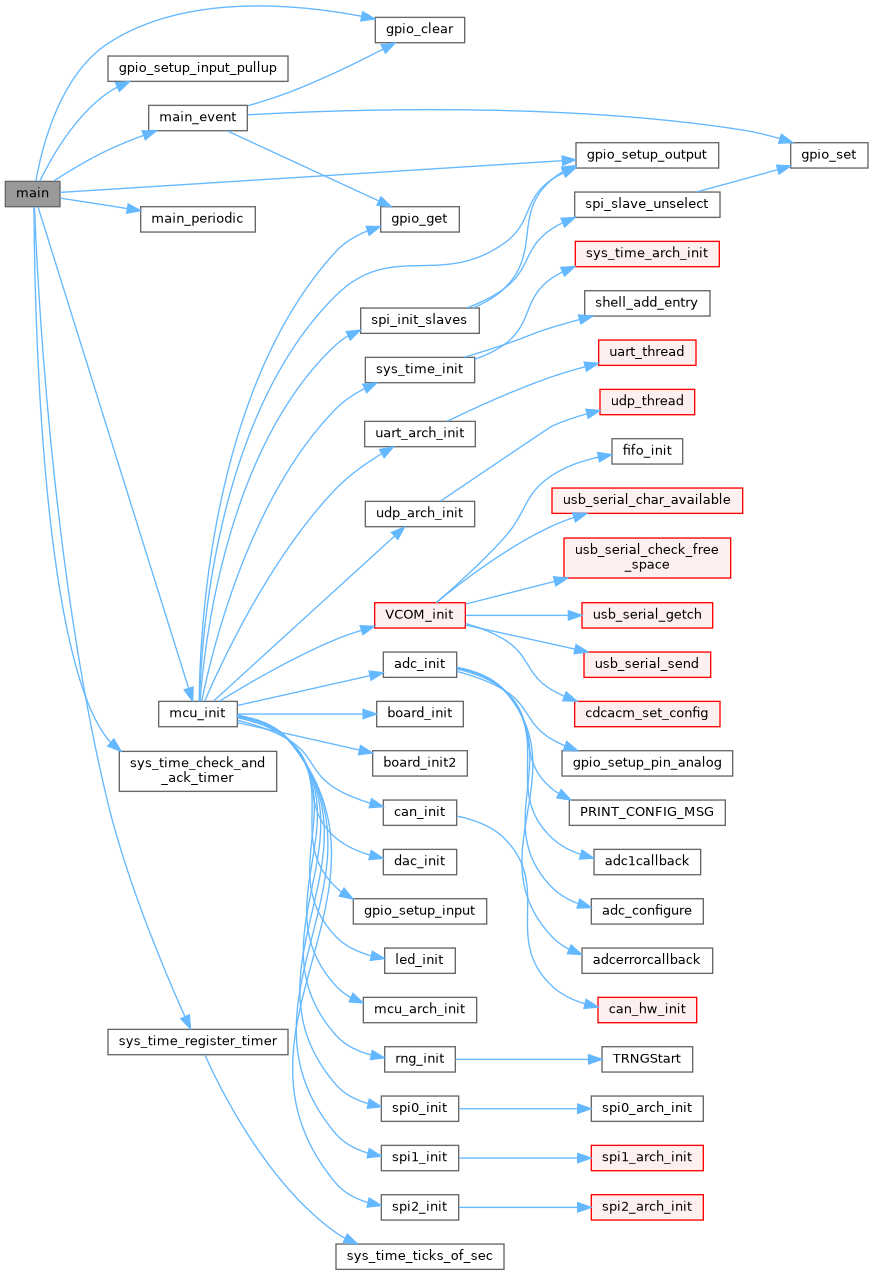 gpio_clear
gpio_setup_input_pullup
main_event
gpio_setup_output
gpio_set
main
spi_slave_unselect
main_periodic
gpio_get
sys_time_arch_init
shell_add_entry
spi_init_slaves
uart_thread
sys_time_init
udp_thread
uart_arch_init
fifo_init
usb_serial_char_available
udp_arch_init
usb_serial_check_free
_space
VCOM_init
usb_serial_getch
adc_init
usb_serial_send
mcu_init
board_init
cdcacm_set_config
sys_time_check_and
_ack_timer
board_init2
gpio_setup_pin_analog
can_init
PRINT_CONFIG_MSG
dac_init
adc1callback
gpio_setup_input
adc_configure
led_init
adcerrorcallback
mcu_arch_init
can_hw_init
sys_time_register_timer
rng_init
TRNGStart
spi0_init
spi0_arch_init
spi1_init
spi1_arch_init
spi2_init
spi2_arch_init
sys_time_ticks_of_sec